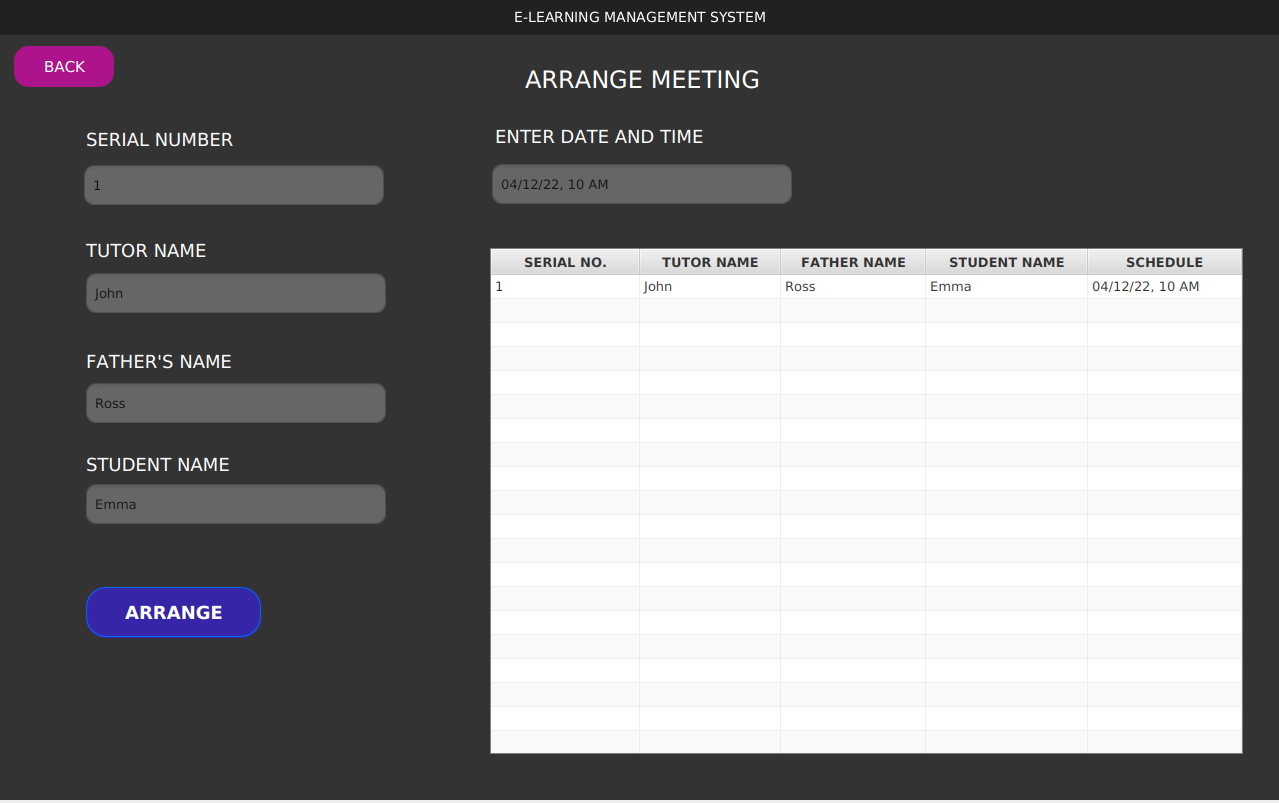 E-LEARNING MANAGEMENT SYSTEM
BACK
ARRANGE MEETING
SERIAL NUMBER
1
TUTOR NAME
John
FATHER'S NAME
Ross
STUDENT NAME
Emma
ARRANGE
ENTER DATE AND TIME
04/12/22, 10 AM
SERIAL NO. TUTOR NAME FATHER NAME STUDENT NAME SCHEDULE
1 John Ross Emma 04/12/22, 10 AM